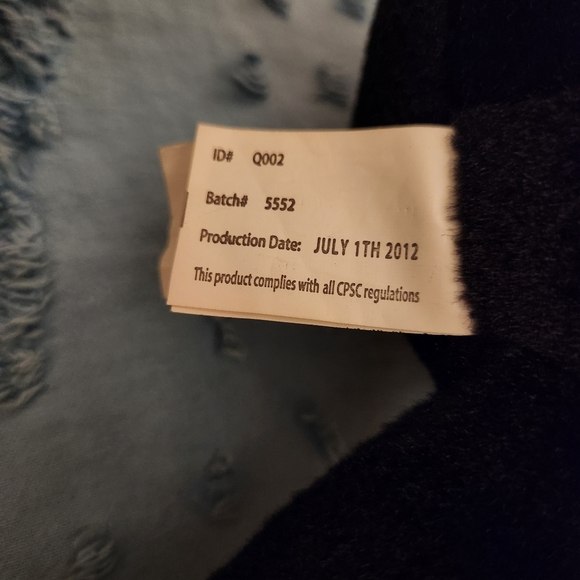 ID# Q002
Batch# 5552
Production Date: JULY 1TH 2012
This product complies with all CPSC regulations